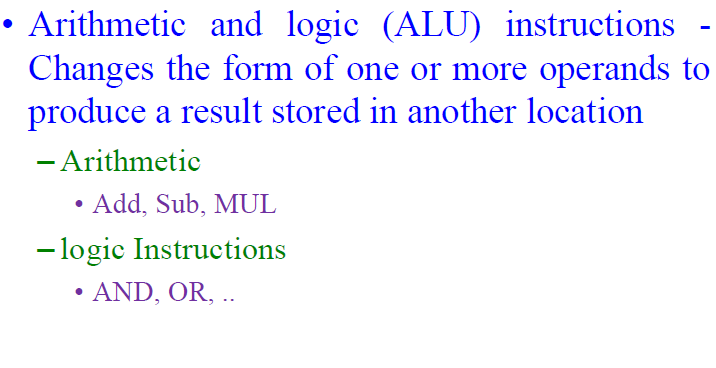 • Arithmetic and logic (ALU) instructions -
Changes the form of one or more operands to
produce a result stored in another location
– Arithmetic
• Add, Sub, MUL
– logic Instructions
• AND, OR, ..